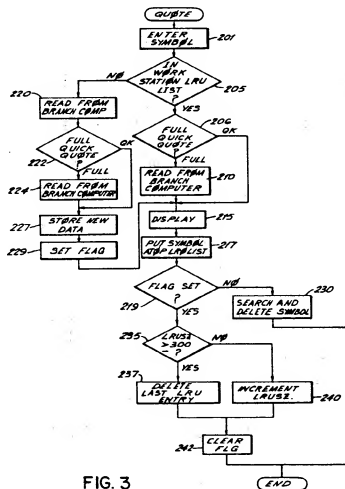 QUOTE
ENTER
SYMBOL
201
NO
IN
WORK
STATION LRU
LIST
?
205
220
READ FROM
BRANCH COMP
YES
206
FULL
QUICK
QUOTE
?
222
QK
FULL
FULL
QUICK
QUOTE
?
QK
FULL
224
READ FROM
BRANCH COMPUTER
READ FROM
BRANCH
COMPUTER
210
227
STORE NEW
DATA
DISPLAY
215
229
SET FLAG
PUT SYMBOL
ATOP LRU LIST
217
219
FLAG SET
?
NO
230
SEARCH AND
DELETE SYMBOL
YES
235
LRUSZ
>300
?
NO
YES
237
DELETE
LAST LRU
ENTRY
INCREMENT
LRUSZ.
240
242
CLEAR
FLG
FIG. 3
END